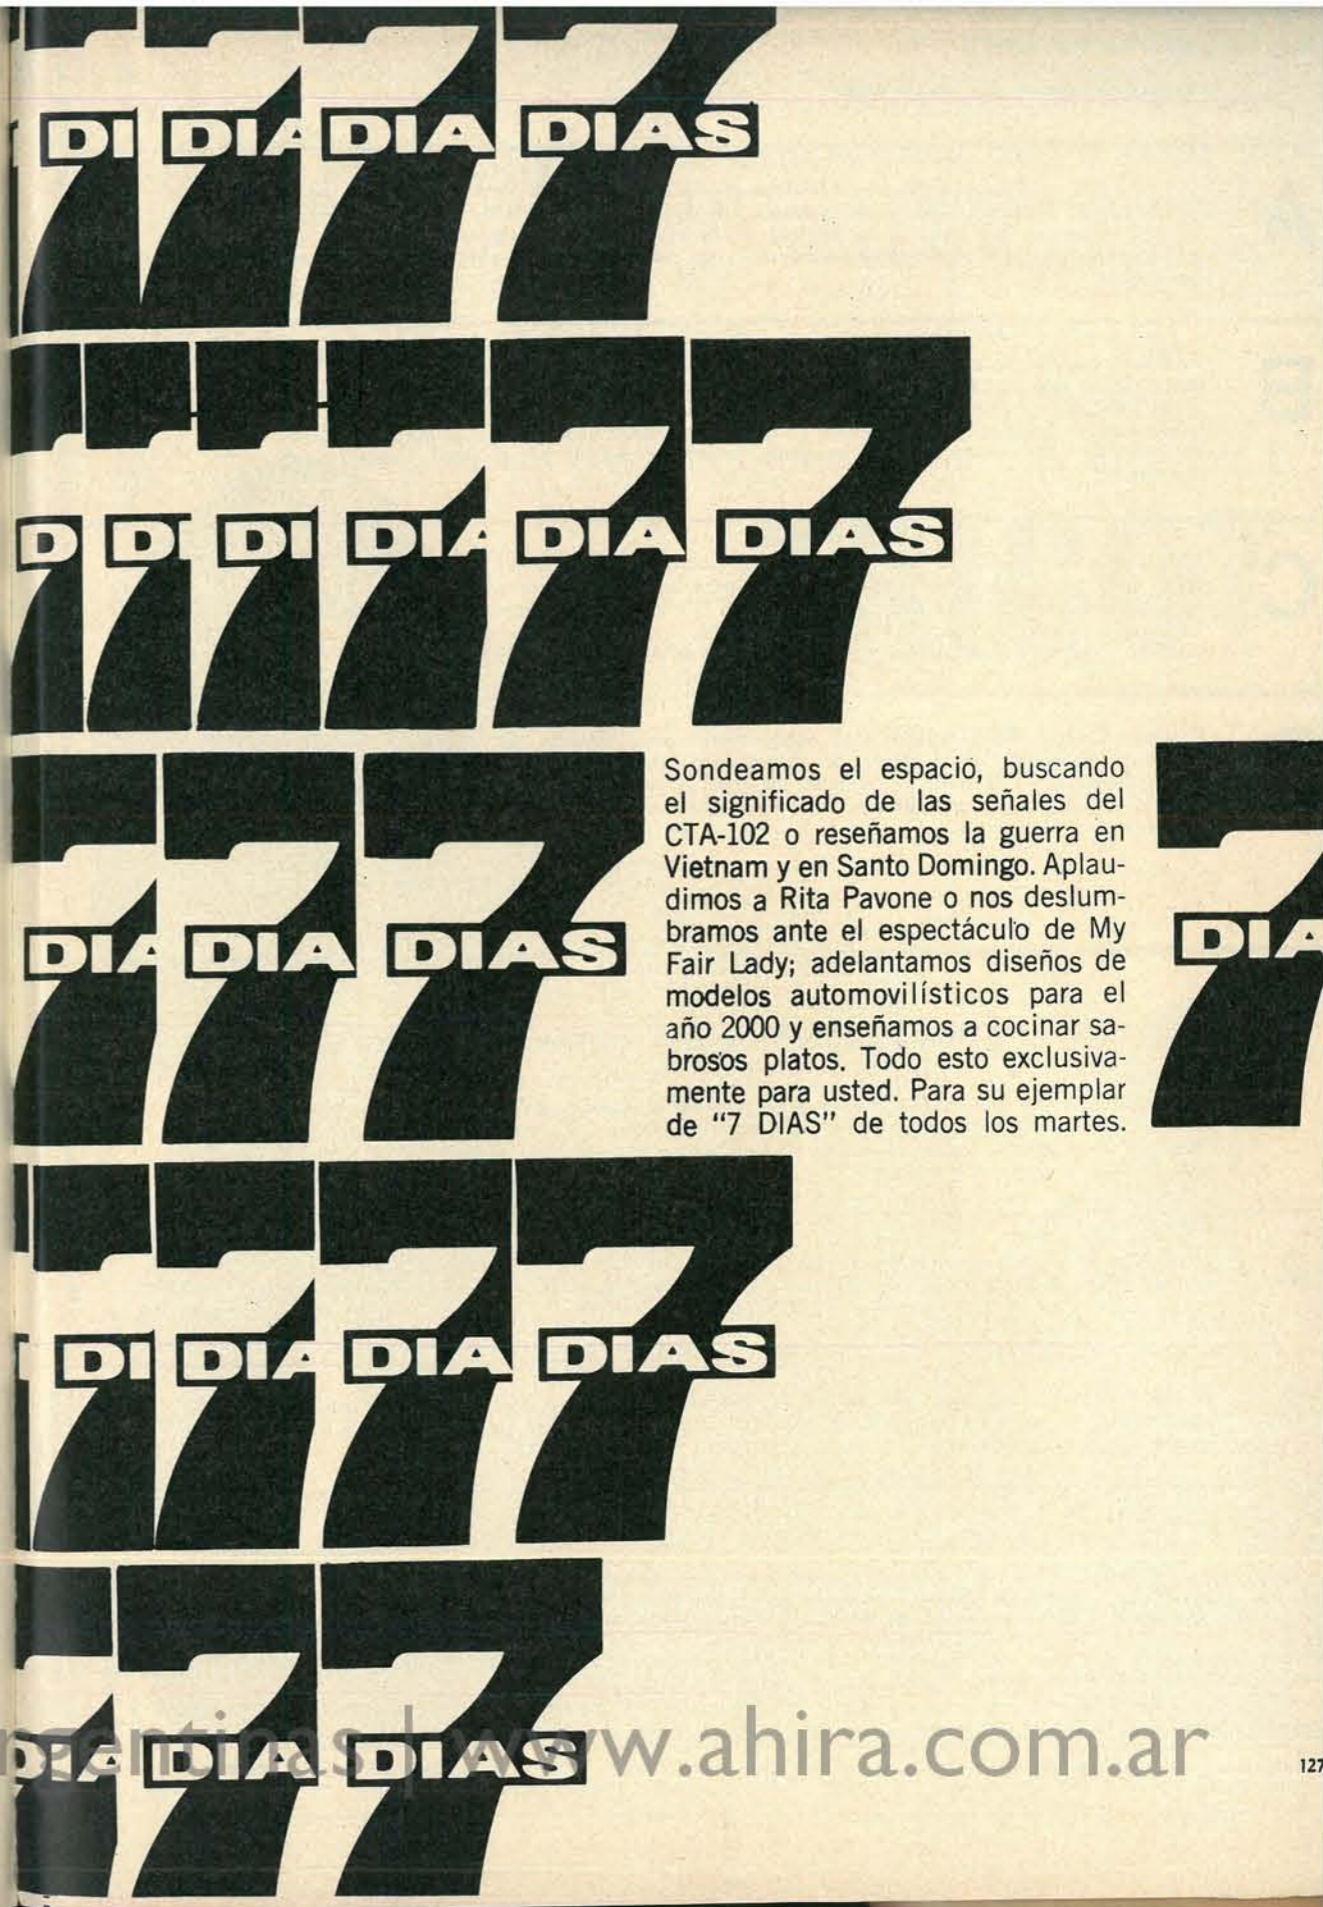 DI DIA DIA DIAS
D DI DI DIA DIA DIAS
DIA DIA DIAS
Sondeamos el espacio, buscando
el significado de las señales del
CTA-102 o reseñamos la guerra en
Vietnam y en Santo Domingo. Aplau-
dimos a Rita Pavone o nos deslum-
bramos ante el espectáculo de My
Fair Lady; adelantamos diseños de
modelos automovilísticos para el
año 2000 y enseñamos a cocinar sa-
brosos platos. Todo esto exclusiva-
mente para usted. Para su ejemplar
de "7 DIAS" de todos los martes.
7 DIA
DI DIA DIA DIAS
DIA DIA DIAS
rgentinas | www.ahira.com.ar
127